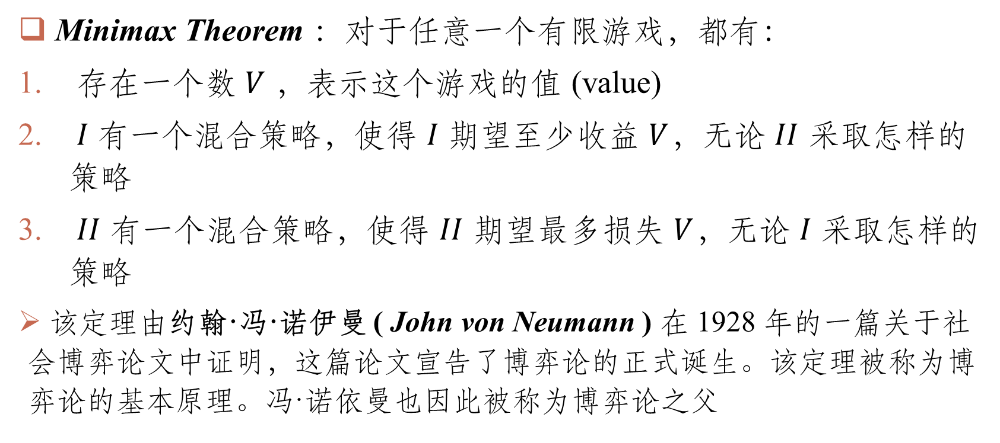 ❑ Minimax Theorem ：对于任意一个有限游戏，都有：
1. 存在一个数 V ，表示这个游戏的值 (value)
2. I 有一个混合策略，使得 I 期望至少收益 V，无论 II 采取怎样的
策略
3. II 有一个混合策略，使得 II 期望最多损失 V，无论 I 采取怎样的
策略
➢ 该定理由约翰·冯·诺伊曼 ( John von Neumann ) 在 1928 年的一篇关于社
会博弈论文中证明，这篇论文宣告了博弈论的正式诞生。该定理被称为博
弈论的基本原理。冯·诺依曼也因此被称为博弈论之父